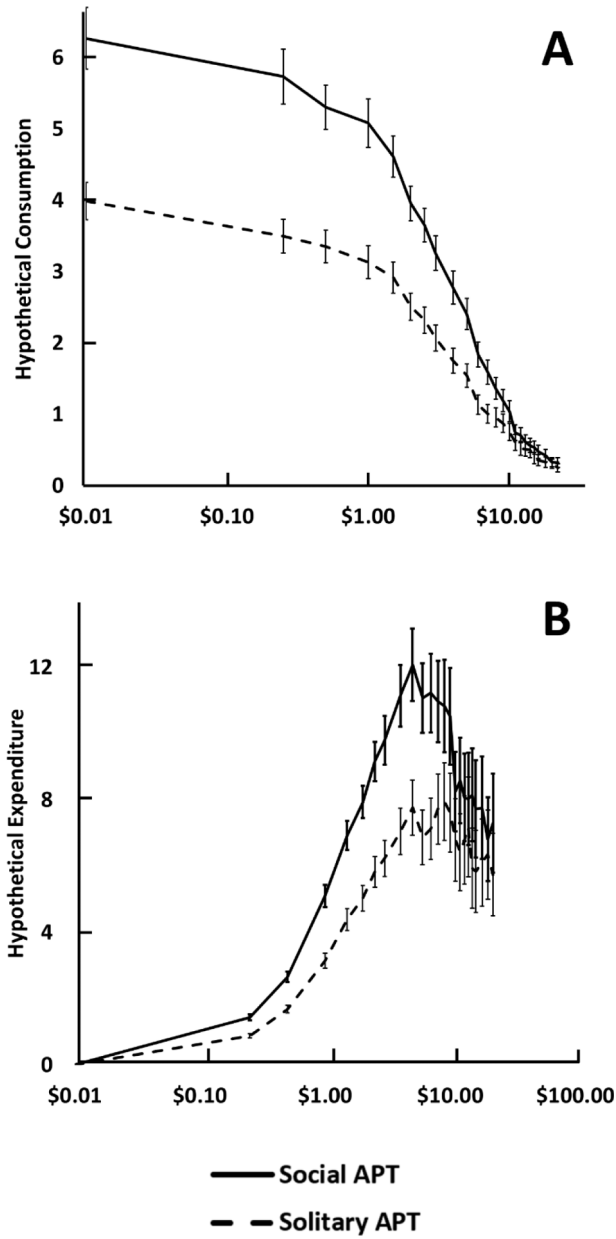 A
6
5
4
3
2
1
0
Hypothetical Consumption
$0.01 $0.10 $1.00 $10.00
B
12
8
4
0
Hypothetical Expenditure
$0.01 $0.10 $1.00 $10.00 $100.00
Social APT
Solitary APT